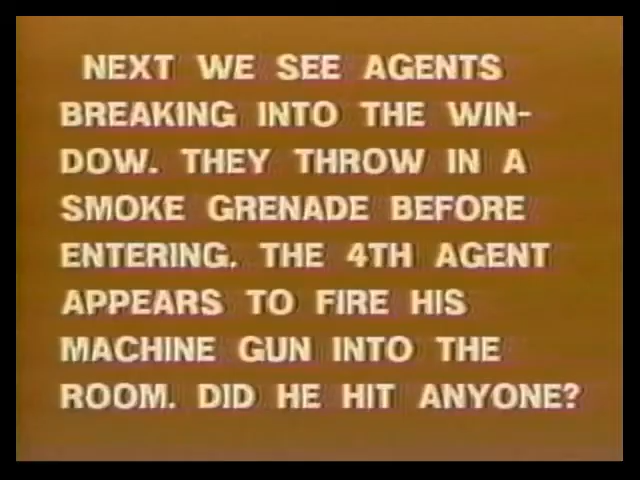 NEXT WE SEE AGENTS
BREAKING INTO THE WIN-
DOW. THEY THROW IN A
SMOKE GRENADE BEFORE
ENTERING. THE 4TH AGENT
APPEARS TO FIRE HIS
MACHINE GUN INTO THE
ROOM. DID HE HIT ANYONE?